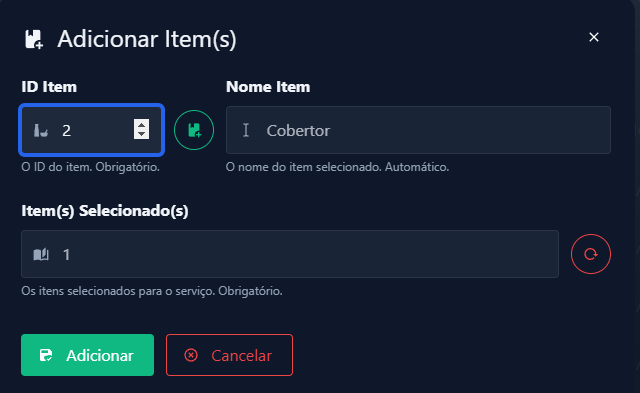 Adicionar Item(s)
ID Item
Nome Item
2
Cobertor
O ID do item. Obrigatório.
O nome do item selecionado. Automático.
Item(s) Selecionado(s)
1
Os itens selecionados para o serviço. Obrigatório.
Adicionar
Cancelar